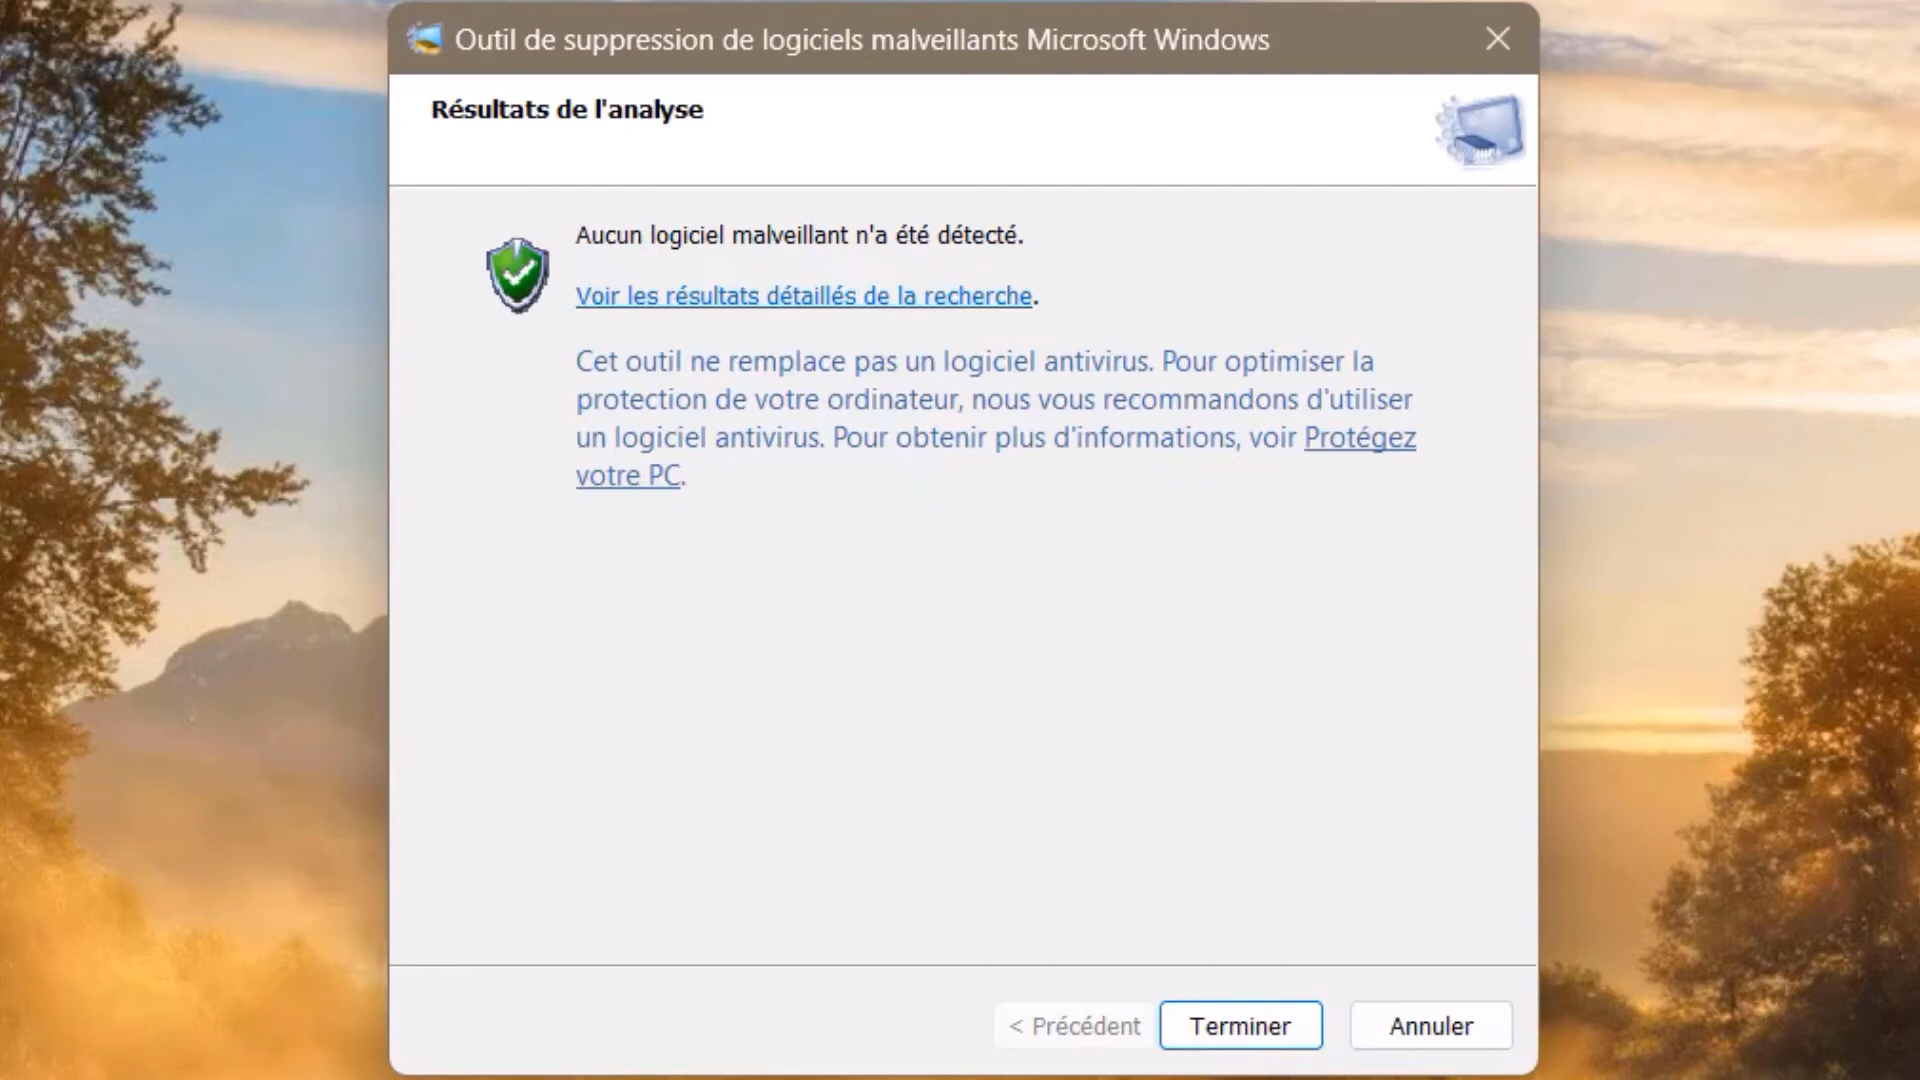 Outil de suppression de logiciels malveillants Microsoft Windows
Résultats de l'analyse
Aucun logiciel malveillant n'a été détecté.
Voir les résultats détaillés de la recherche.
Cet outil ne remplace pas un logiciel antivirus. Pour optimiser la
protection de votre ordinateur, nous vous recommandons d'utiliser
un logiciel antivirus. Pour obtenir plus d'informations, voir Protégez
votre PC.
< Précédent
Terminer
Annuler